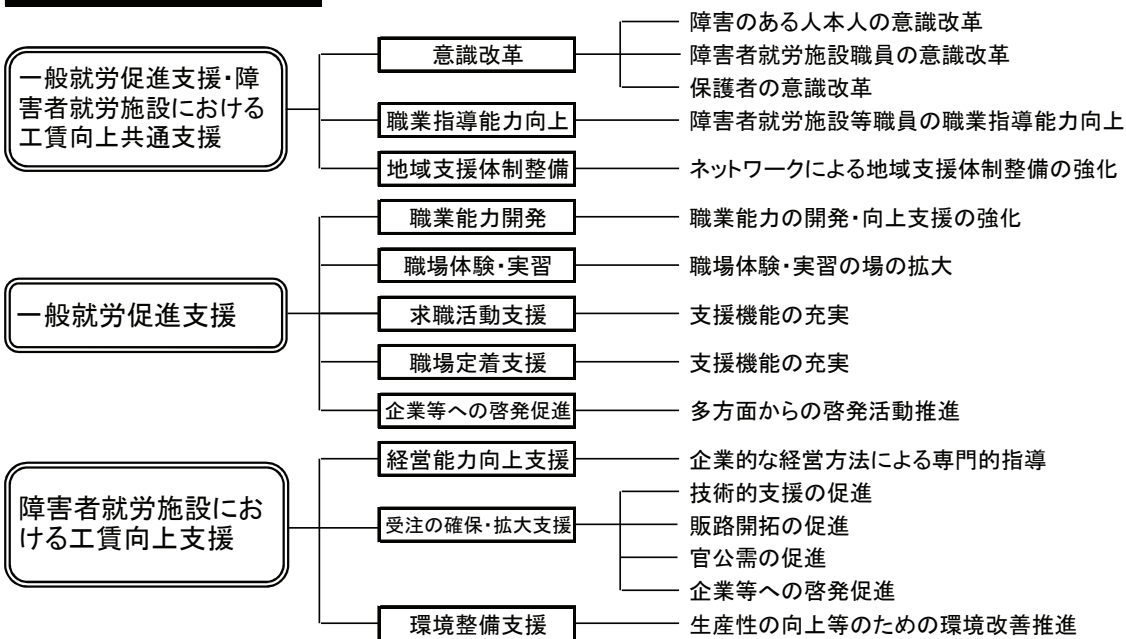 一般就労促進支援・障
害者就労施設における
工賃向上共通支援
意識改革
障害のある人本人の意識改革
障害者就労施設職員の意識改革
保護者の意識改革
職業指導能力向上
障害者就労施設等職員の職業指導能力向上
地域支援体制整備
ネットワークによる地域支援体制整備の強化
一般就労促進支援
職業能力開発
職業能力の開発・向上支援の強化
職場体験・実習
職場体験・実習の場の拡大
求職活動支援
支援機能の充実
職場定着支援
支援機能の充実
企業等への啓発促進
多方面からの啓発活動推進
障害者就労施設にお
ける工賃向上支援
経営能力向上支援
企業的な経営方法による専門的指導
受注の確保・拡大支援
技術的支援の促進
販路開拓の促進
官公需の促進
企業等への啓発促進
環境整備支援
生産性の向上等のための環境改善推進